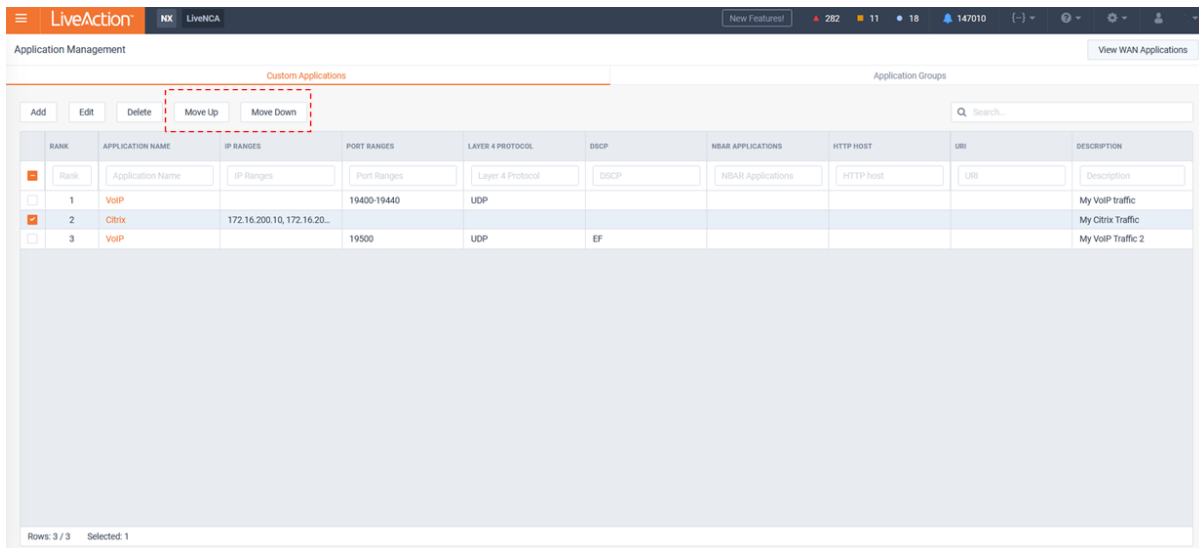 LiveAction NX LiveNCA New Features! 282 11 18 147010 {-}
Application Management View WAN Applications
Custom Applications Application Groups
Add Edit Delete Move Up Move Down Search...
RANK APPLICATION NAME IP RANGES PORT RANGES LAYER 4 PROTOCOL DSCP NBAR APPLICATIONS HTTP HOST URI DESCRIPTION
Rank Application Name IP Ranges Port Ranges Layer 4 Protocol DSCP NBAR Applications HTTP host URI Description
1 VoIP 19400-19440 UDP My VoIP traffic
2 Citrix 172.16.200.10, 172.16.20... My Citrix Traffic
3 VoIP 19500 UDP EF My VoIP Traffic 2
Rows: 3 / 3 Selected: 1